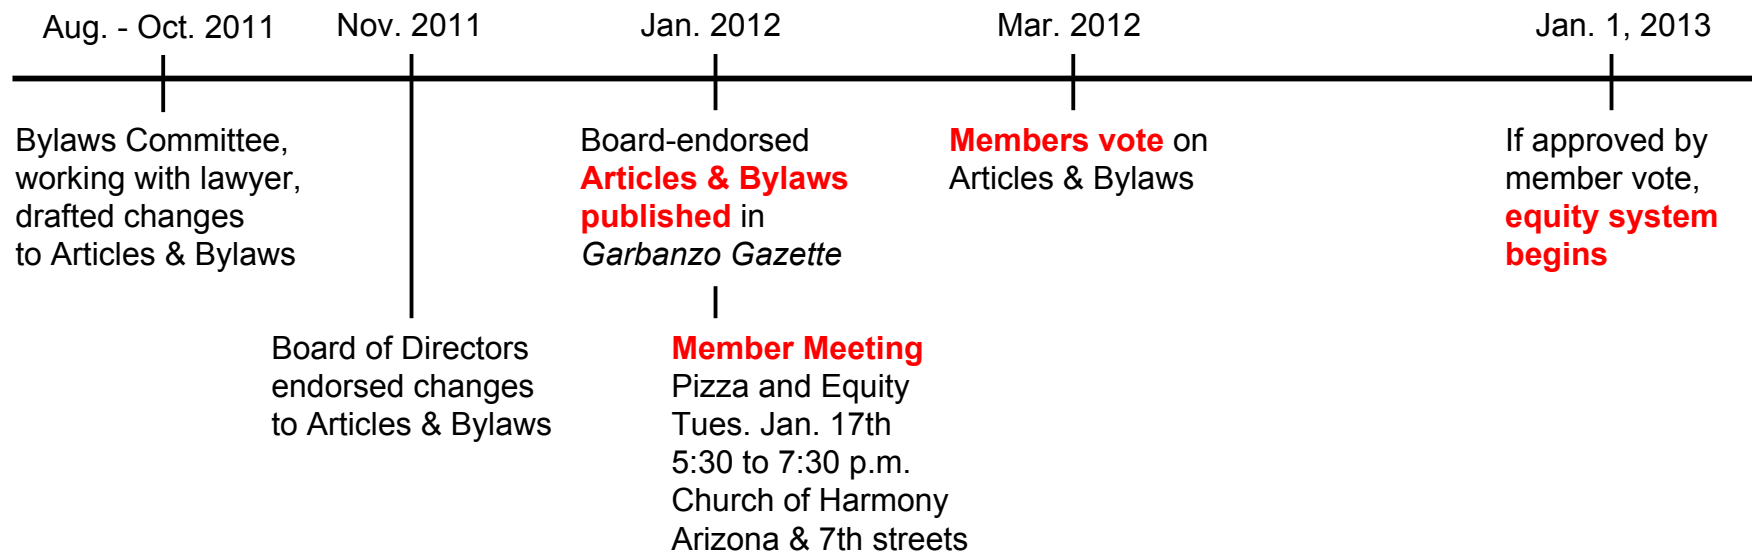 Aug. - Oct. 2011
Nov. 2011
Jan. 2012
Mar. 2012
Jan. 1, 2013
Bylaws Committee,
working with lawyer,
drafted changes
to Articles & Bylaws
Board of Directors
endorsed changes
to Articles & Bylaws
Board-endorsed
Articles & Bylaws
published in
Garbanzo Gazette
Member Meeting
Pizza and Equity
Tues. Jan. 17th
5:30 to 7:30 p.m.
Church of Harmony
Arizona & 7th streets
Members vote on
Articles & Bylaws
If approved by
member vote,
equity system
begins